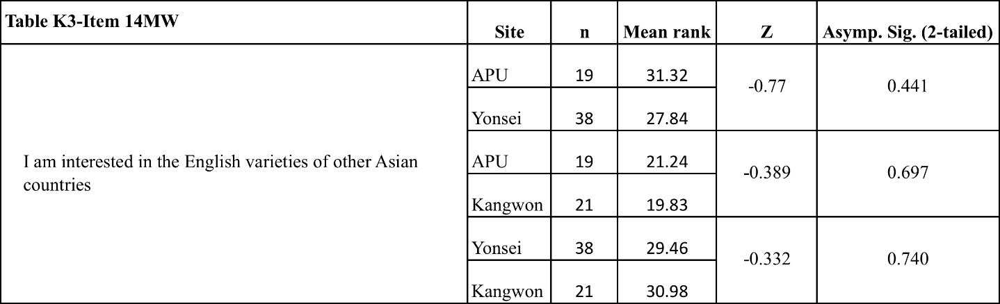 Table K3-Item 14MW Site n Mean rank Z Asymp. Sig. (2-tailed)
I am interested in the English varieties of other Asian
countries
APU 19 31.32 -0.77 0.441
Yonsei 38 27.84
APU 19 21.24 -0.389 0.697
Kangwon 21 19.83
Yonsei 38 29.46 -0.332 0.740
Kangwon 21 30.98